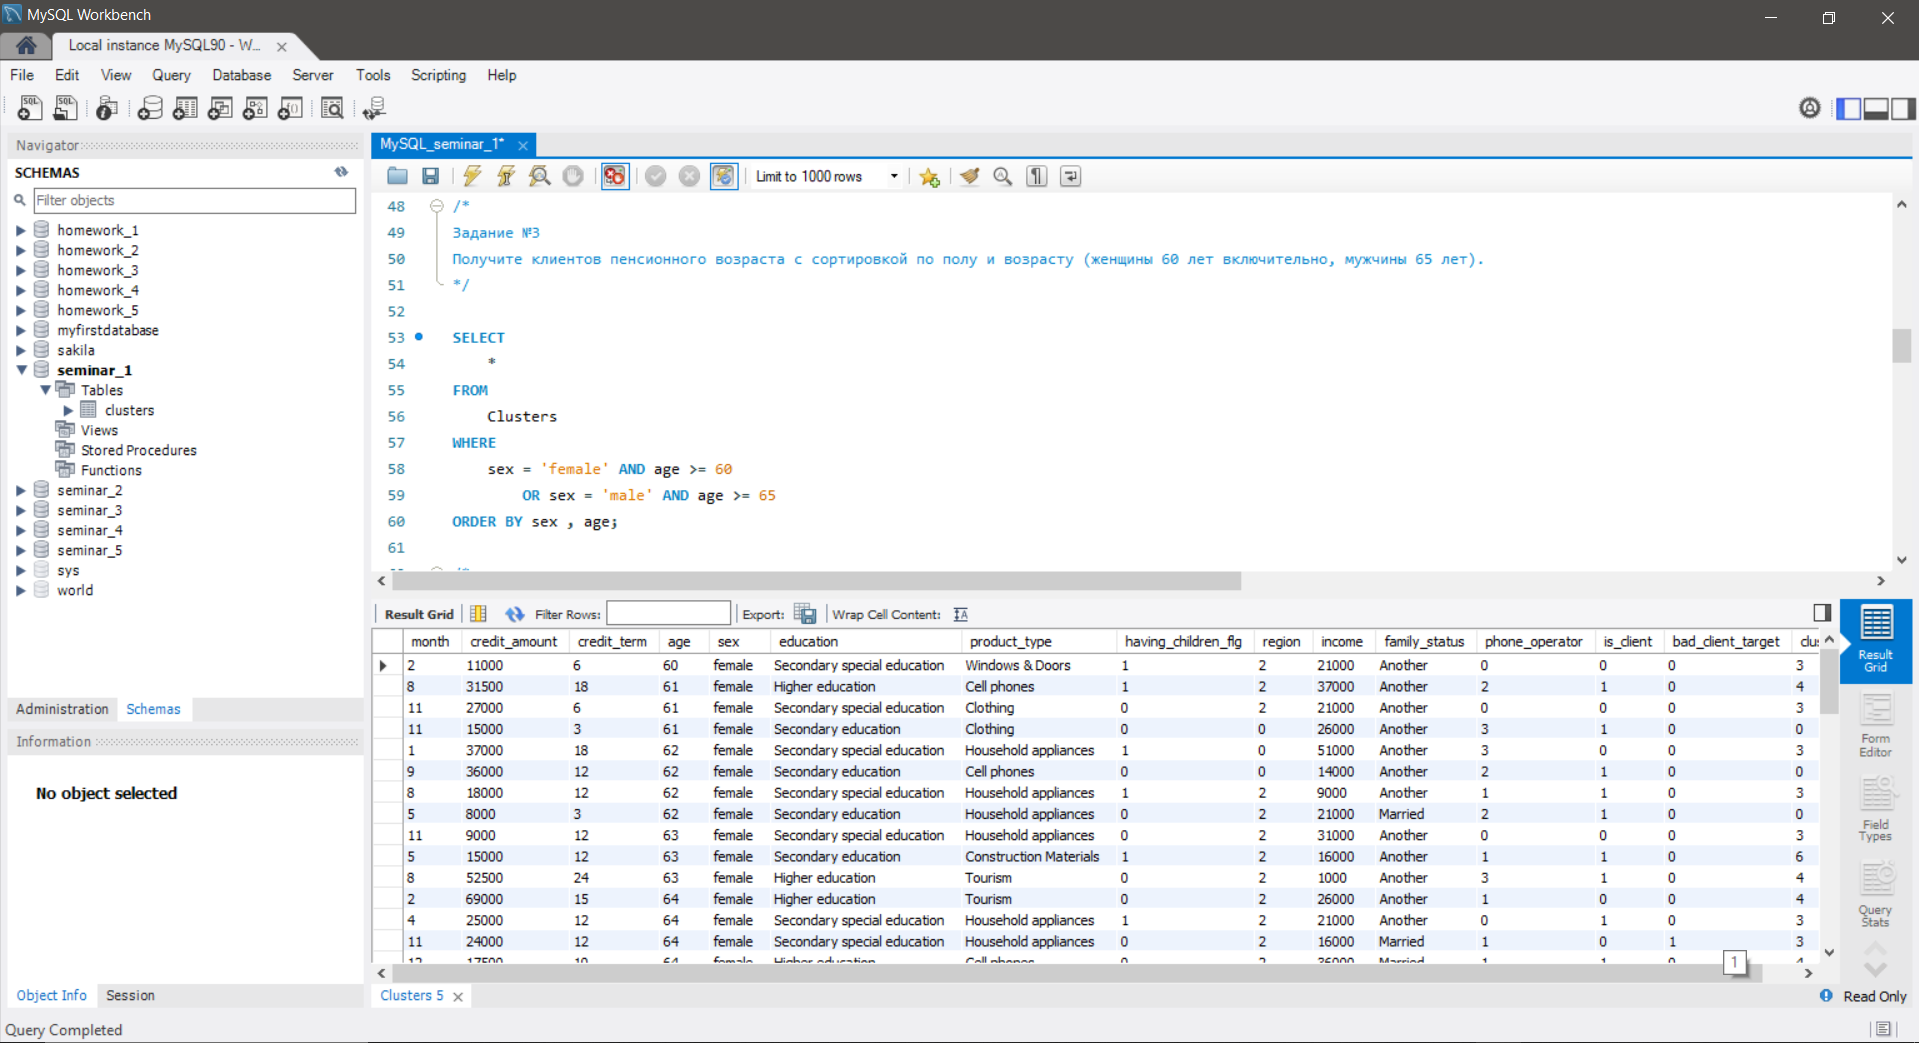 MySQL Workbench
Local instance MySQL90 - W...
File Edit View Query Database Server Tools Scripting Help
Navigator
SCHEMAS
Filter objects
homework_1
homework_2
homework_3
homework_4
homework_5
myfirstdatabase
sakila
seminar_1
Tables
clusters
Views
Stored Procedures
Functions
seminar_2
seminar_3
seminar_4
seminar_5
sys
world
Administration Schemas
Information
No object selected
Object Info Session
Query Completed
MySQL_seminar_1*
Limit to 1000 rows
48 /*
49 Задание №3
50 Получите клиентов пенсионного возраста с сортировкой по полу и возрасту (женщины 60 лет включительно, мужчины 65 лет).
51 */
52
53 SELECT
54 *
55 FROM
56 Clusters
57 WHERE
58 sex = 'female' AND age >= 60
59 OR sex = 'male' AND age >= 65
60 ORDER BY sex , age;
61
Result Grid Filter Rows: Export: Wrap Cell Content:
month credit_amount credit_term age sex education product_type having_children_flg region income family_status phone_operator is_client bad_client_target
2 11000 6 60 female Secondary special education Windows & Doors 1 2 21000 Another 0 0 0 3
8 31500 18 61 female Higher education Cell phones 1 2 37000 Another 2 1 0 4
11 27000 6 61 female Secondary special education Clothing 0 2 21000 Another 0 0 0 3
11 15000 3 61 female Secondary education Clothing 0 0 26000 Another 3 1 0 0
1 37000 18 62 female Secondary special education Household appliances 1 0 51000 Another 3 0 0 3
9 36000 12 62 female Secondary education Cell phones 0 0 14000 Another 2 1 0 0
8 18000 12 62 female Secondary special education Household appliances 1 2 9000 Another 1 1 0 3
5 8000 3 62 female Secondary education Household appliances 0 2 21000 Married 2 1 0 0
11 9000 12 63 female Secondary special education Household appliances 0 2 31000 Another 0 0 0 3
5 15000 12 63 female Secondary education Construction Materials 1 2 16000 Another 1 1 0 6
8 52500 24 63 female Higher education Tourism 0 2 1000 Another 3 1 0 4
2 69000 15 64 female Higher education Tourism 0 2 26000 Another 1 0 0 4
4 25000 12 64 female Secondary special education Household appliances 1 2 21000 Another 0 1 0 3
11 24000 12 64 female Secondary special education Household appliances 0 2 16000 Married 1 0 1 3
1
Result Grid
Form Editor
Field Types
Query Stats
Clusters 5
Read Only